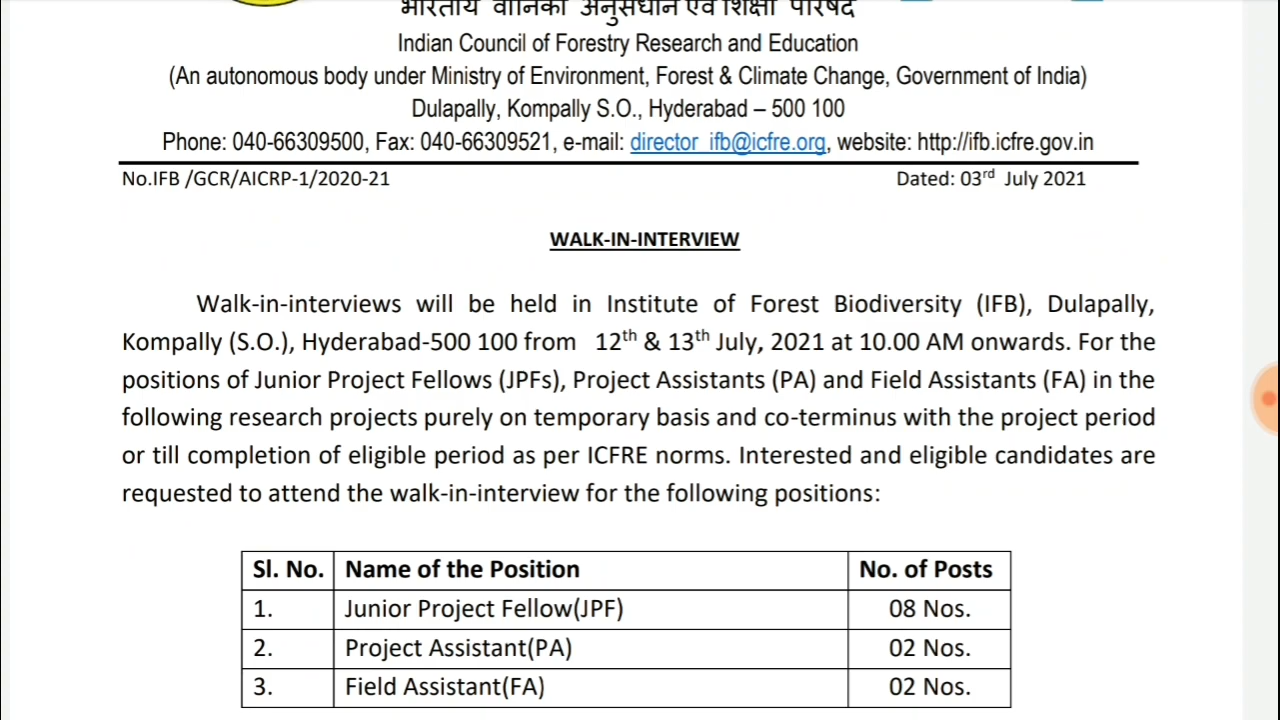 भारतीय वानिकी अनुसंधान एवं शिक्षा परिषद
Indian Council of Forestry Research and Education
(An autonomous body under Ministry of Environment, Forest & Climate Change, Government of India)
Dulapally, Kompally S.O., Hyderabad – 500 100
Phone: 040-66309500, Fax: 040-66309521, e-mail: director_ifb@icfre.org, website: http://ifb.icfre.gov.in
No.IFB /GCR/AICRP-1/2020-21 Dated: 03rd July 2021
WALK-IN-INTERVIEW
Walk-in-interviews will be held in Institute of Forest Biodiversity (IFB), Dulapally,
Kompally (S.O.), Hyderabad-500 100 from 12th & 13th July, 2021 at 10.00 AM onwards. For the
positions of Junior Project Fellows (JPFs), Project Assistants (PA) and Field Assistants (FA) in the
following research projects purely on temporary basis and co-terminus with the project period
or till completion of eligible period as per ICFRE norms. Interested and eligible candidates are
requested to attend the walk-in-interview for the following positions:
Sl. No. Name of the Position No. of Posts
1. Junior Project Fellow(JPF) 08 Nos.
2. Project Assistant(PA) 02 Nos.
3. Field Assistant(FA) 02 Nos.